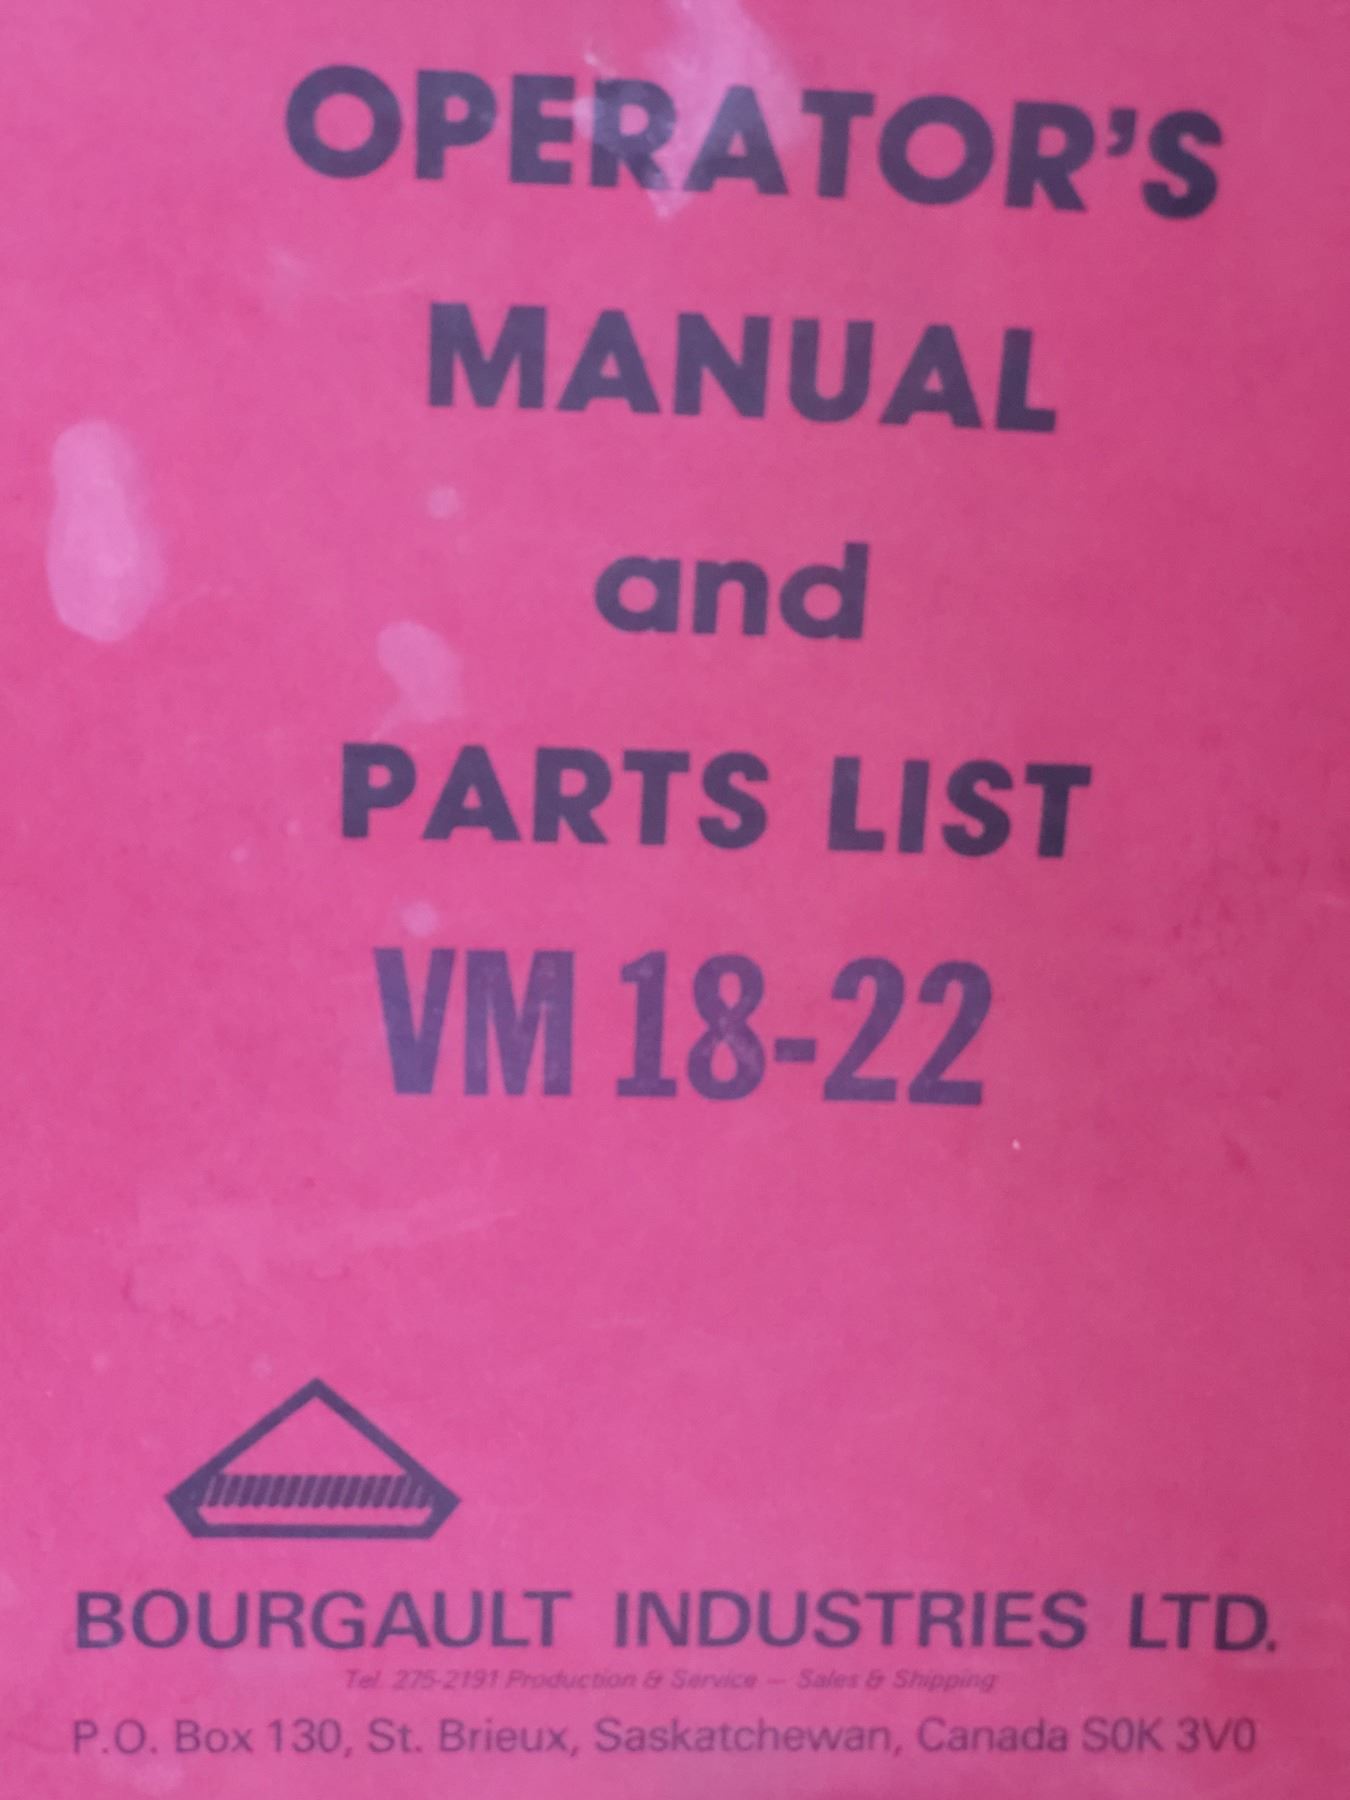 OPERATOR'S
MANUAL
and
PARTS LIST
VM 18-22
BOURGAULT INDUSTRIES LTD.
Tel. 275-2191 Production & Service — Sales & Shipping
P.O. Box 130, St. Brieux, Saskatchewan, Canada S0K 3V0